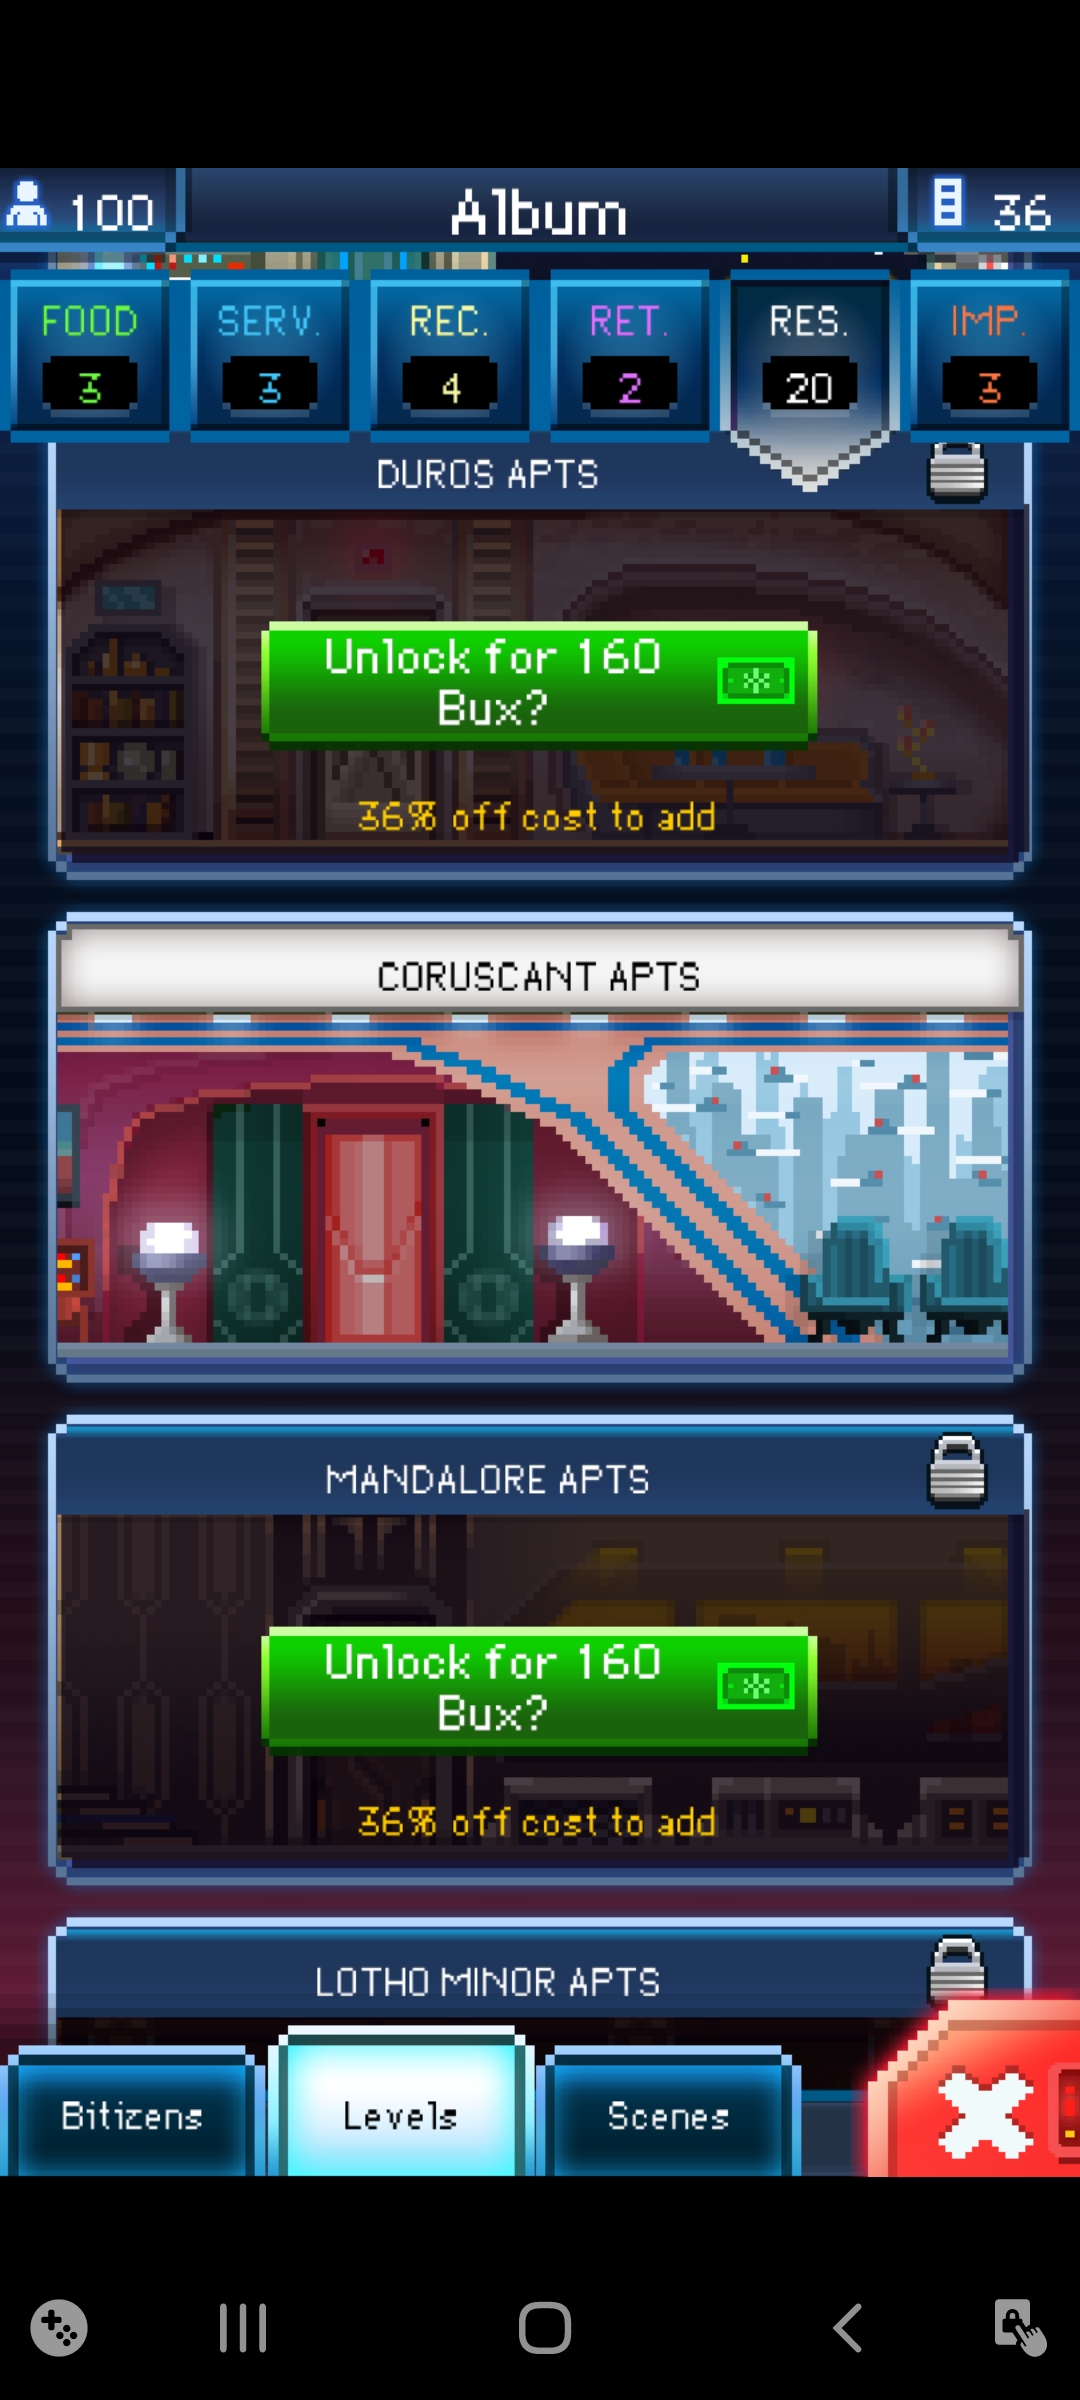 100
Album
36
FOOD
SERV.
REC.
RET.
RES.
IMP.
3
3
4
2
20
3
DUROS APTS
Unlock for 160
Bux?
36% off cost to add
CORUSCANT APTS
MANDALORE APTS
Unlock for 160
Bux?
36% off cost to add
LOTHO MINOR APTS
Bitizens
Levels
Scenes